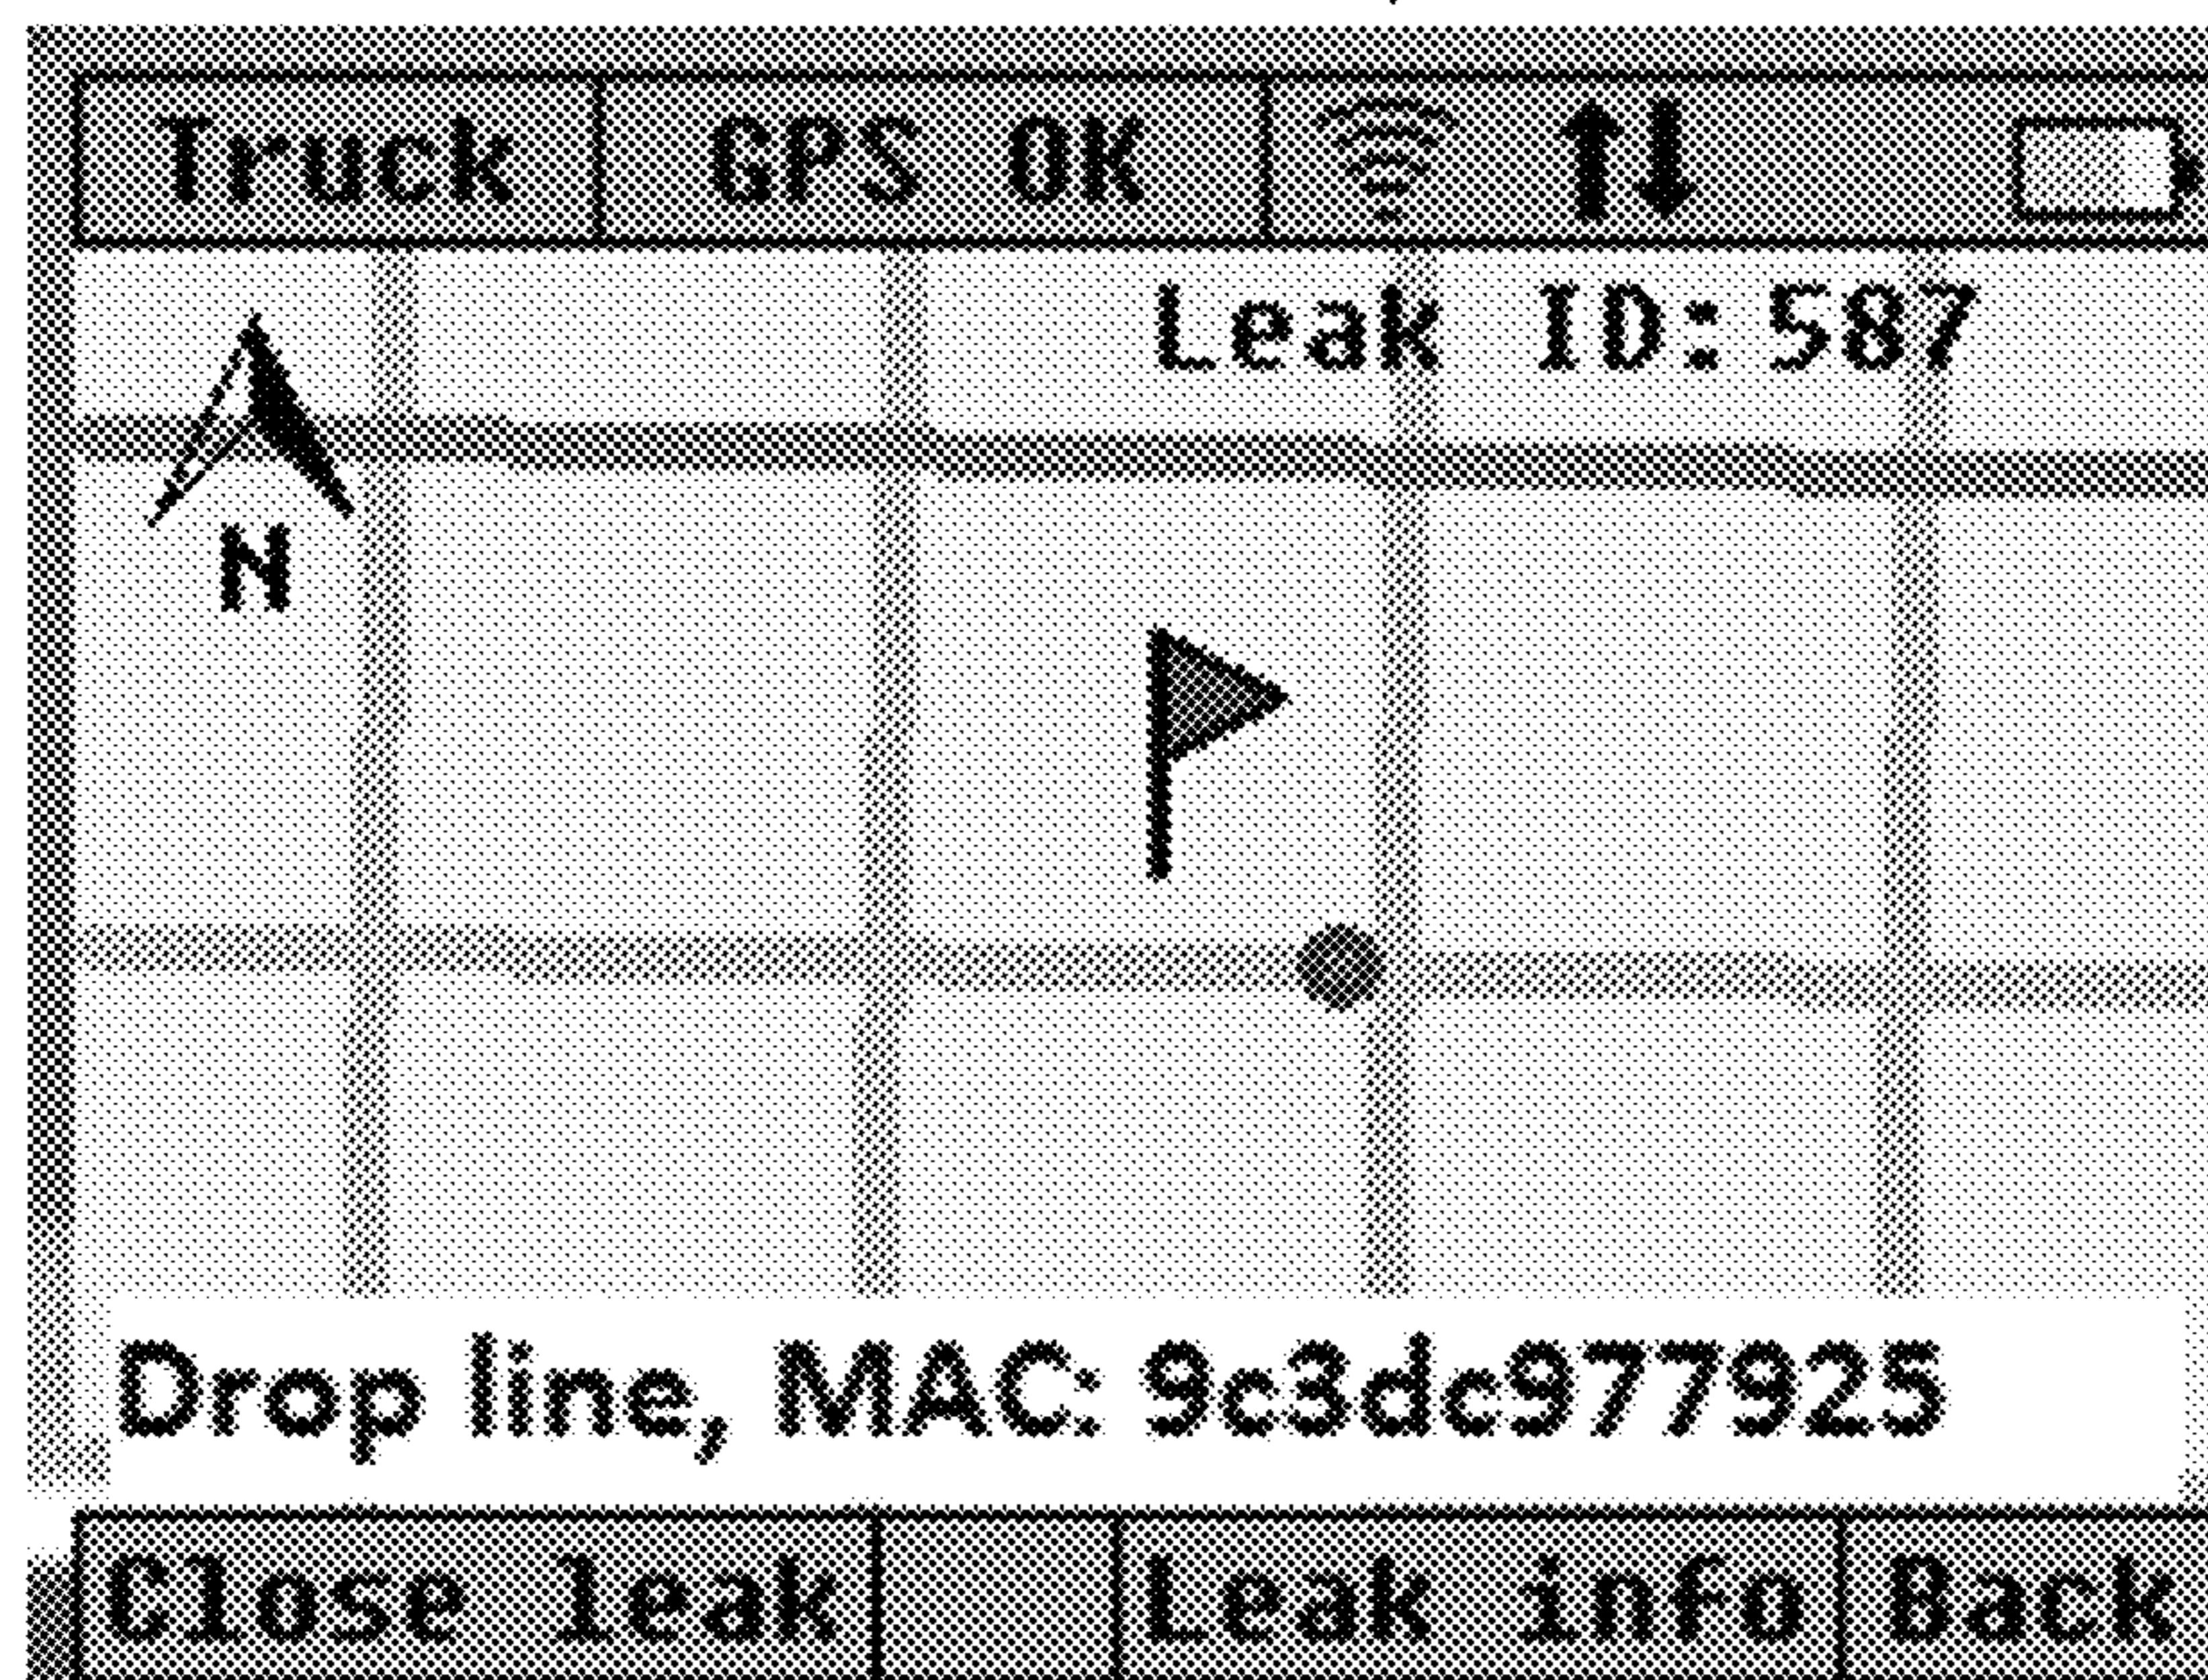 Truck GPS OK
Leak ID: 587
N
Drop line, MAC: 9c3dc977925
Close leak Leak info Back